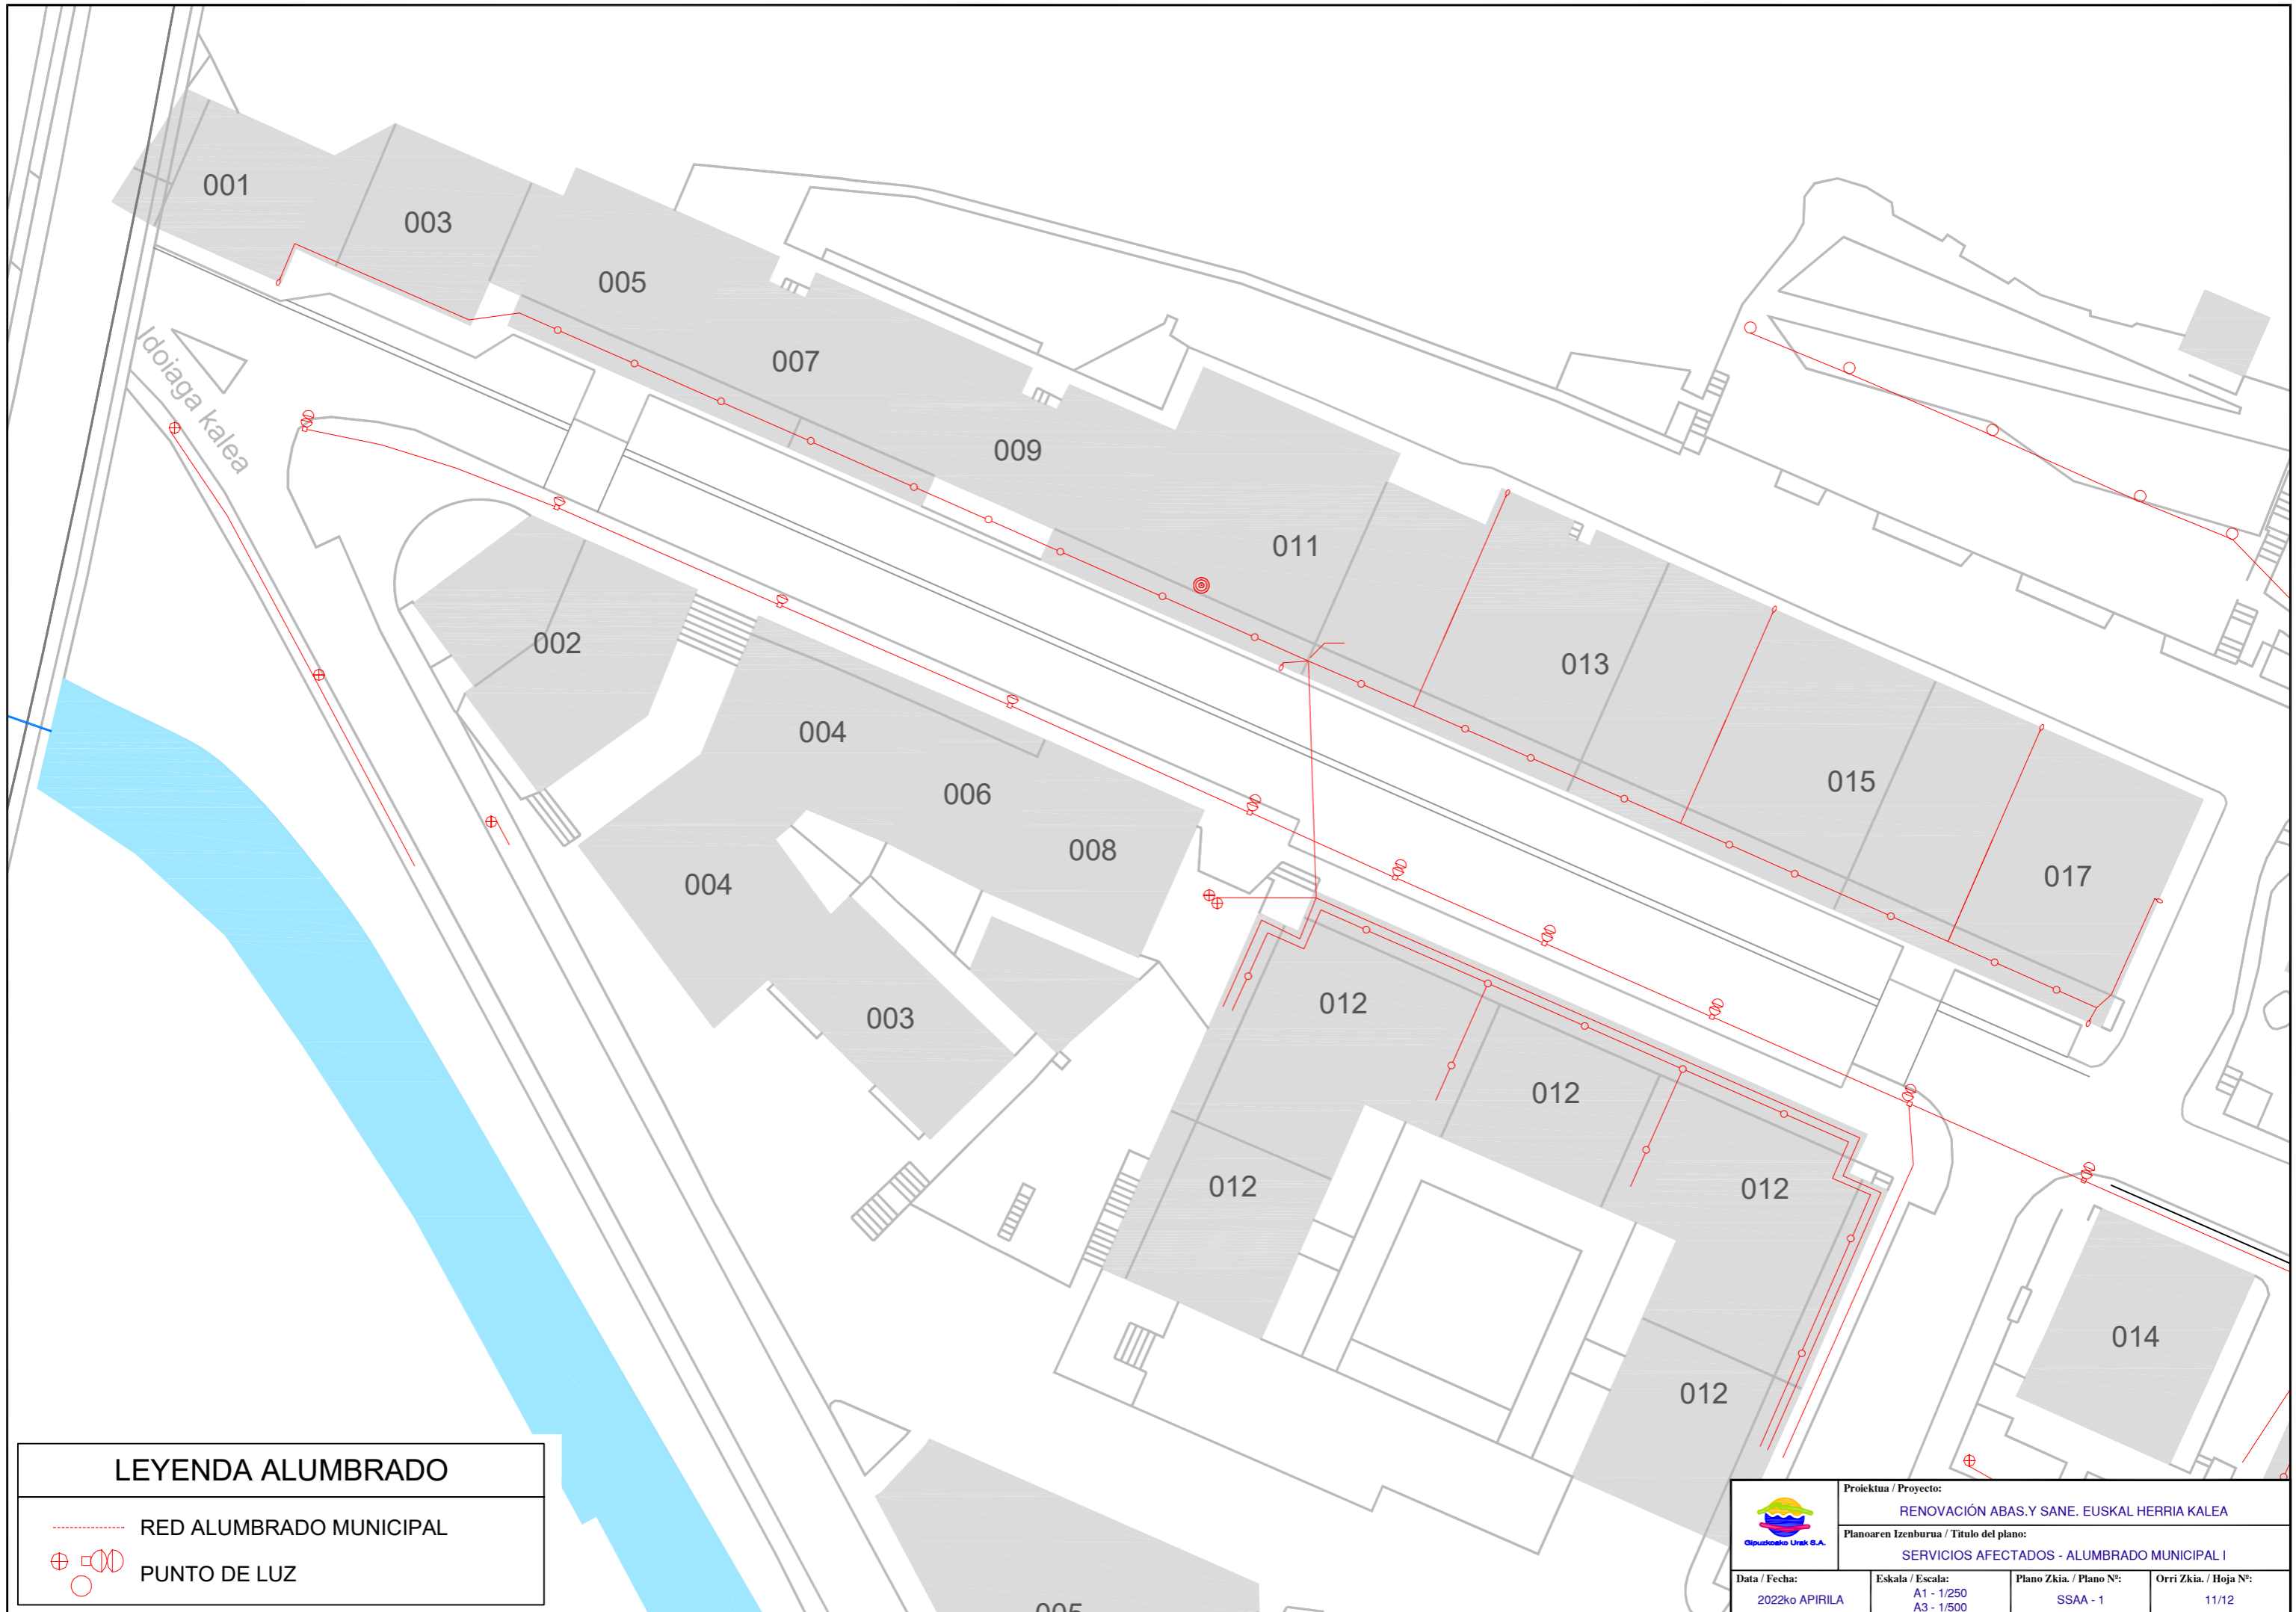 001
003
005
007
009
011
013
015
017
Idoiaga kalea
002
004
006
008
004
003
012
012
012
012
012
014
LEYENDA ALUMBRADO
RED ALUMBRADO MUNICIPAL
PUNTO DE LUZ
Gipuzkoako Urak S.A.
Proiektua / Proyecto:
RENOVACIÓN ABAS.Y SANE. EUSKAL HERRIA KALEA
Planoaren Izenburua / Titulo del plano:
SERVICIOS AFECTADOS - ALUMBRADO MUNICIPAL I
Data / Fecha:
2022ko APIRILA
Eskala / Escala:
A1 - 1/250
A3 - 1/500
Plano Zkia. / Plano Nº:
SSAA - 1
Orri Zkia. / Hoja Nº:
11/12